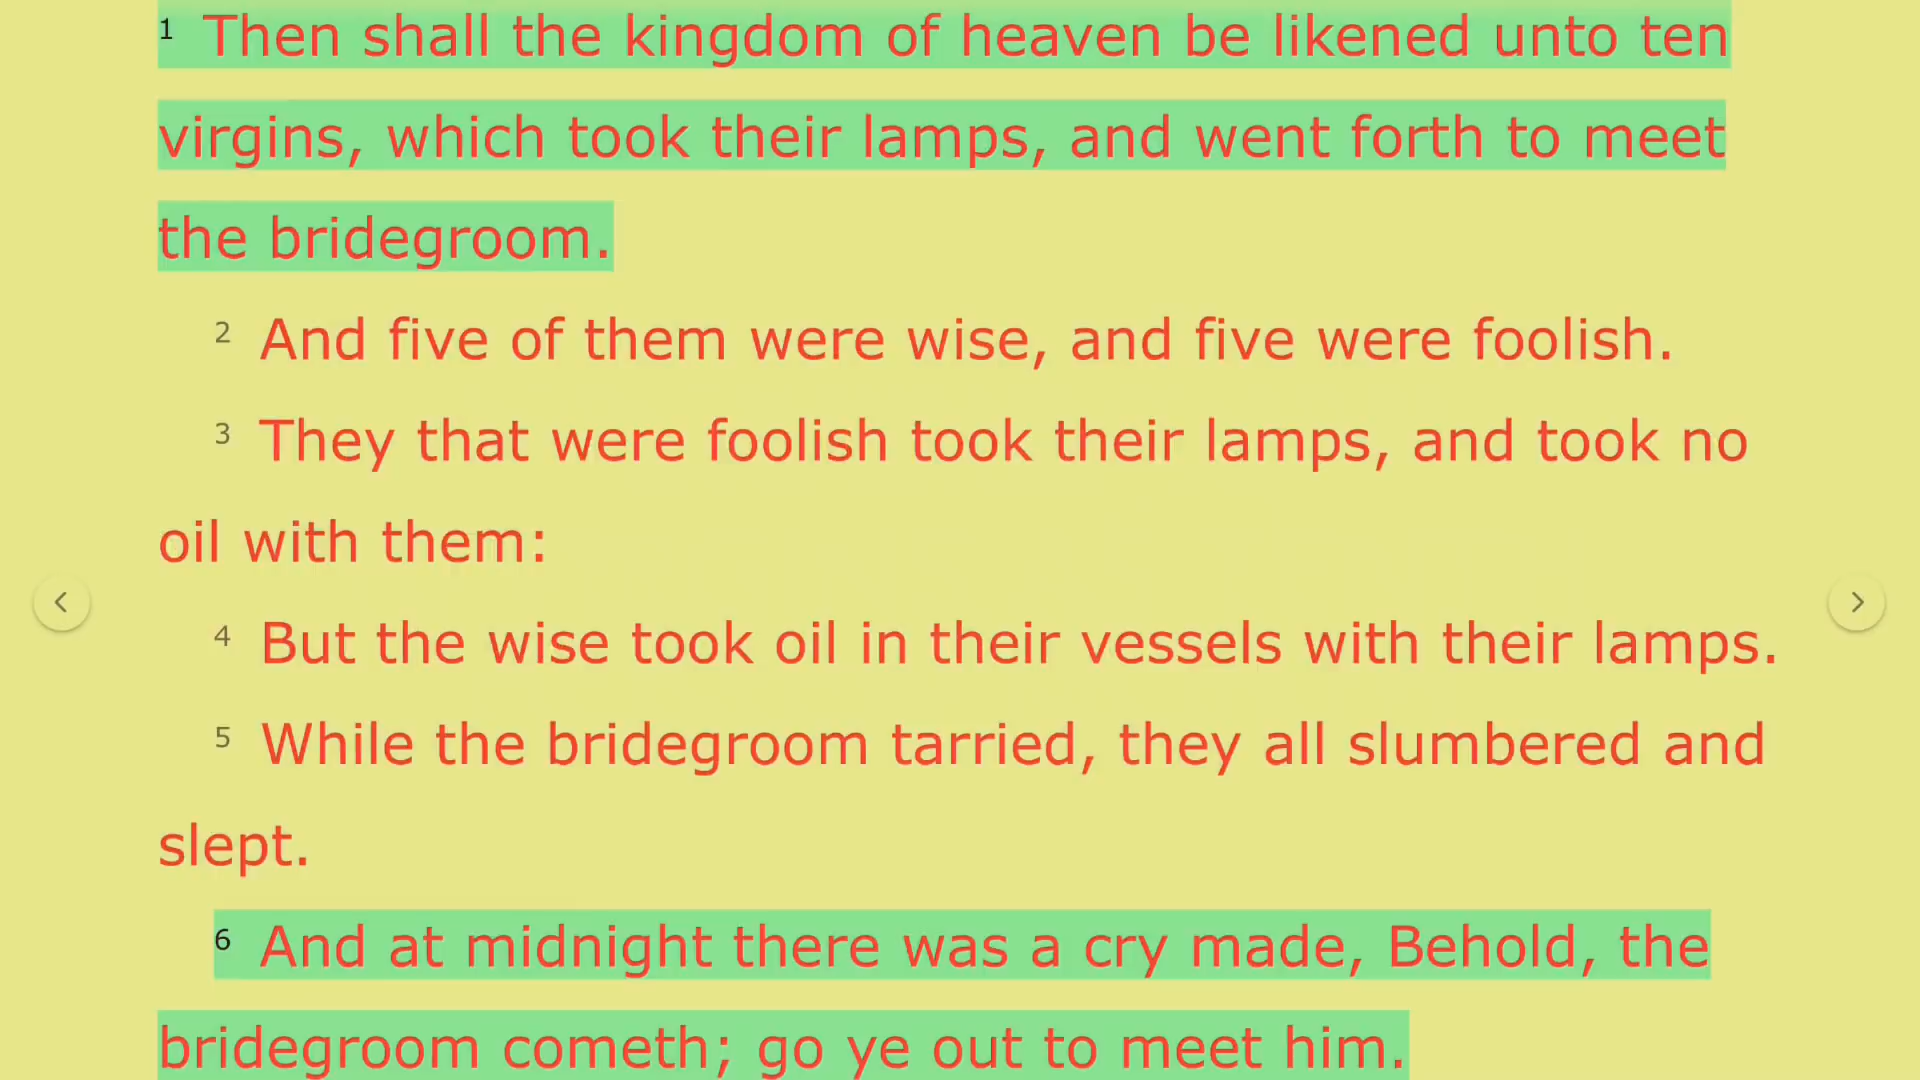 1 Then shall the kingdom of heaven be likened unto ten
virgins, which took their lamps, and went forth to meet
the bridegroom.
2 And five of them were wise, and five were foolish.
3 They that were foolish took their lamps, and took no
oil with them:
4 But the wise took oil in their vessels with their lamps.
5 While the bridegroom tarried, they all slumbered and
slept.
6 And at midnight there was a cry made, Behold, the
bridegroom cometh; go ye out to meet him.